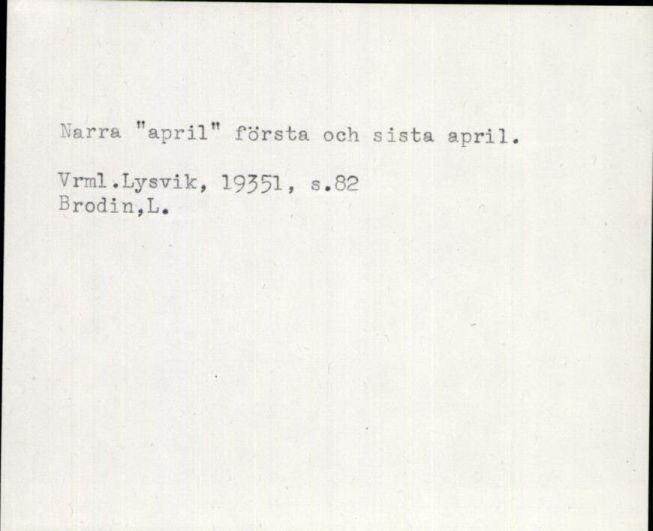 Narra "april" första och sista april.
Vrml.Lysvik, 19351, s.82
Brodin,L.